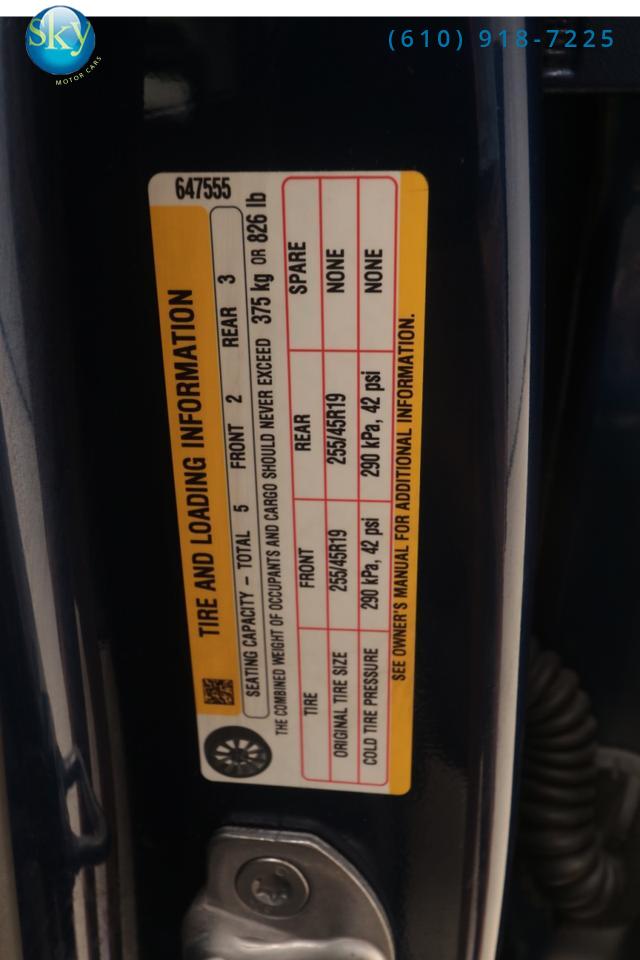 Sky
MOTOR CARS
(610) 918-7225
647555
TIRE AND LOADING INFORMATION
SEATING CAPACITY – TOTAL 5 FRONT 2 REAR 3
THE COMBINED WEIGHT OF OCCUPANTS AND CARGO SHOULD NEVER EXCEED 375 kg OR 826 lb
TIRE FRONT REAR SPARE
ORIGINAL TIRE SIZE 255/45R19 255/45R19 NONE
COLD TIRE PRESSURE 290 kPa, 42 psi 290 kPa, 42 psi NONE
SEE OWNER'S MANUAL FOR ADDITIONAL INFORMATION.